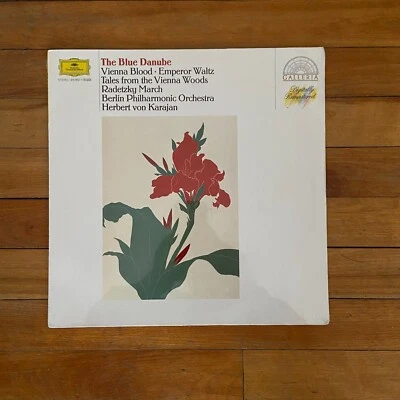 The Blue Danube
Vienna Blood · Emperor Waltz
Tales from the Vienna Woods
Radetzky March
Berlin Philharmonic Orchestra
Herbert von Karajan
GALLERIA
Digitally
Remastered